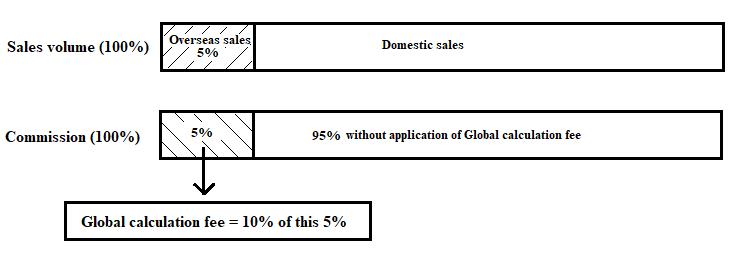 Sales volume (100%)
Overseas sales
5%
Domestic sales
Commission (100%)
5%
95% without application of Global calculation fee
Global calculation fee = 10% of this 5%